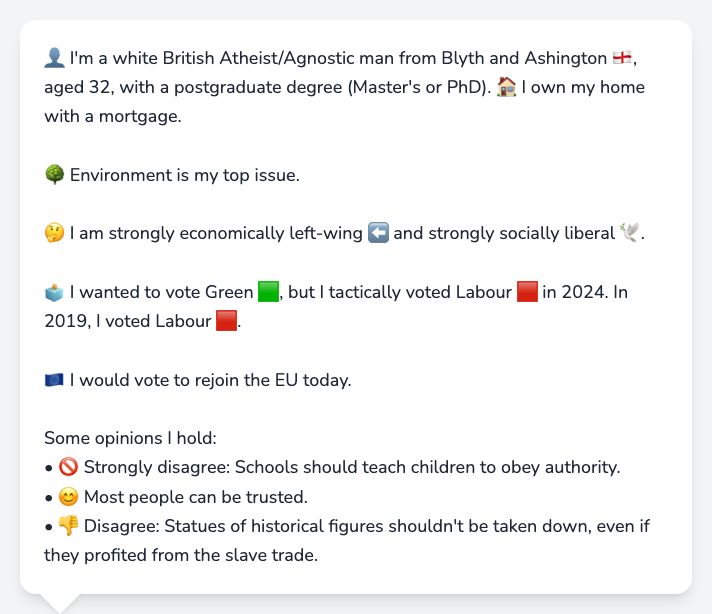 👤 I'm a white British Atheist/Agnostic man from Blyth and Ashington 🏴󠁧󠁢󠁥󠁮󠁧󠁿,
aged 32, with a postgraduate degree (Master's or PhD). 🏠 I own my home
with a mortgage.
🌳 Environment is my top issue.
🤔 I am strongly economically left-wing ⬅️ and strongly socially liberal 🕊️.
🗳️ I wanted to vote Green 🟩, but I tactically voted Labour 🟥 in 2024. In
2019, I voted Labour 🟥.
🇪🇺 I would vote to rejoin the EU today.
Some opinions I hold:
• 🚫 Strongly disagree: Schools should teach children to obey authority.
• 😊 Most people can be trusted.
• 👎 Disagree: Statues of historical figures shouldn't be taken down, even if
they profited from the slave trade.